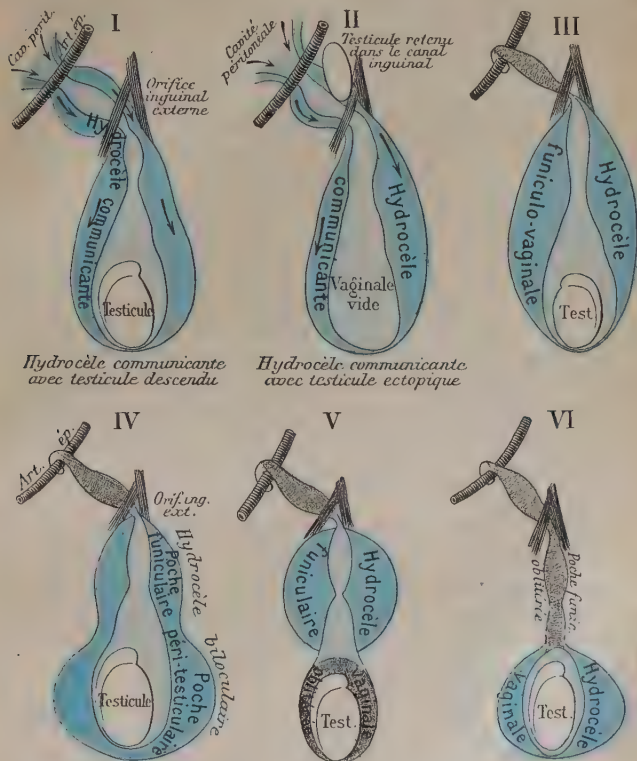 I
Cav. périt.
Art. ép.
Orifice
inguinal
externe
Hydrocèle communicante
Testicule
Hydrocèle communicante
avec testicule descendu
II
Cavité
péritonéale
Testicule retenu
dans le canal
inguinal
Hydrocèle
communicante
Vaginale
vide
Hydrocèle communicante
avec testicule ectopique
III
Hydrocèle
funiculo-vaginale
Test
IV
Art. ép.
Orif. ing.
ext.
Hydrocèle biloculaire
Poche
funiculaire
Poche
péri-testiculaire
Testicule
V
Hydrocèle
funiculaire
vaginale
Test.
VI
Poche funic.
oblitérée
Hydrocèle
vaginale
Test.